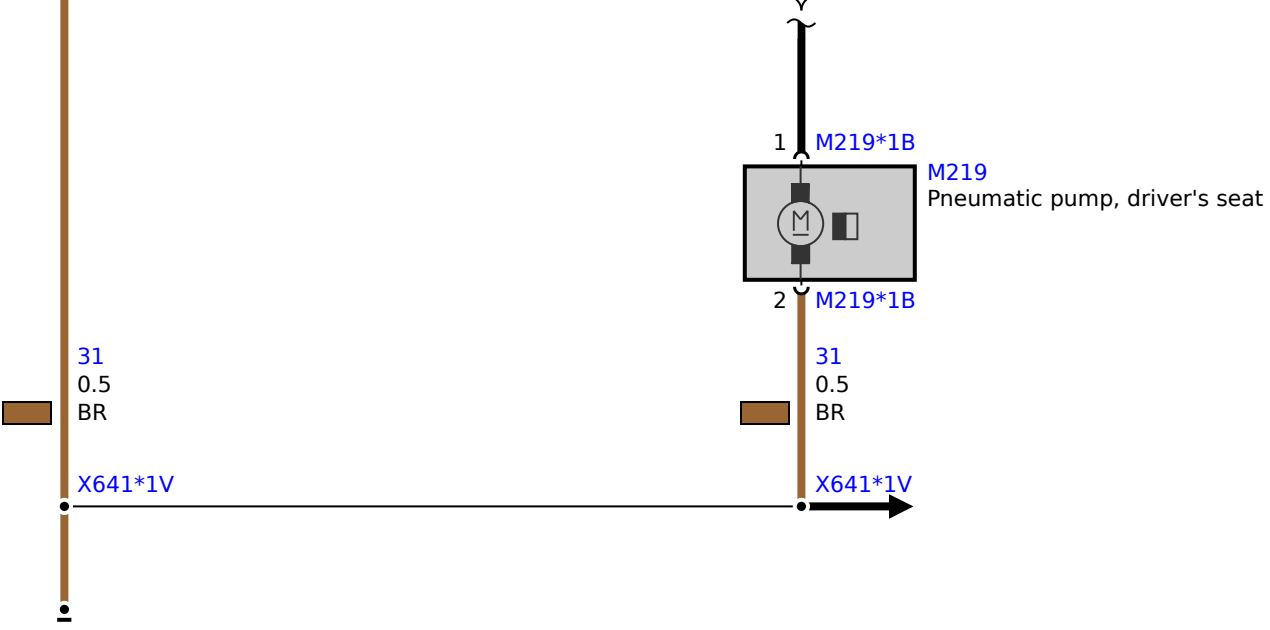 1 M219*1B
M219
Pneumatic pump, driver's seat
M
2 M219*1B
31
0.5
BR
31
0.5
BR
X641*1V
X641*1V